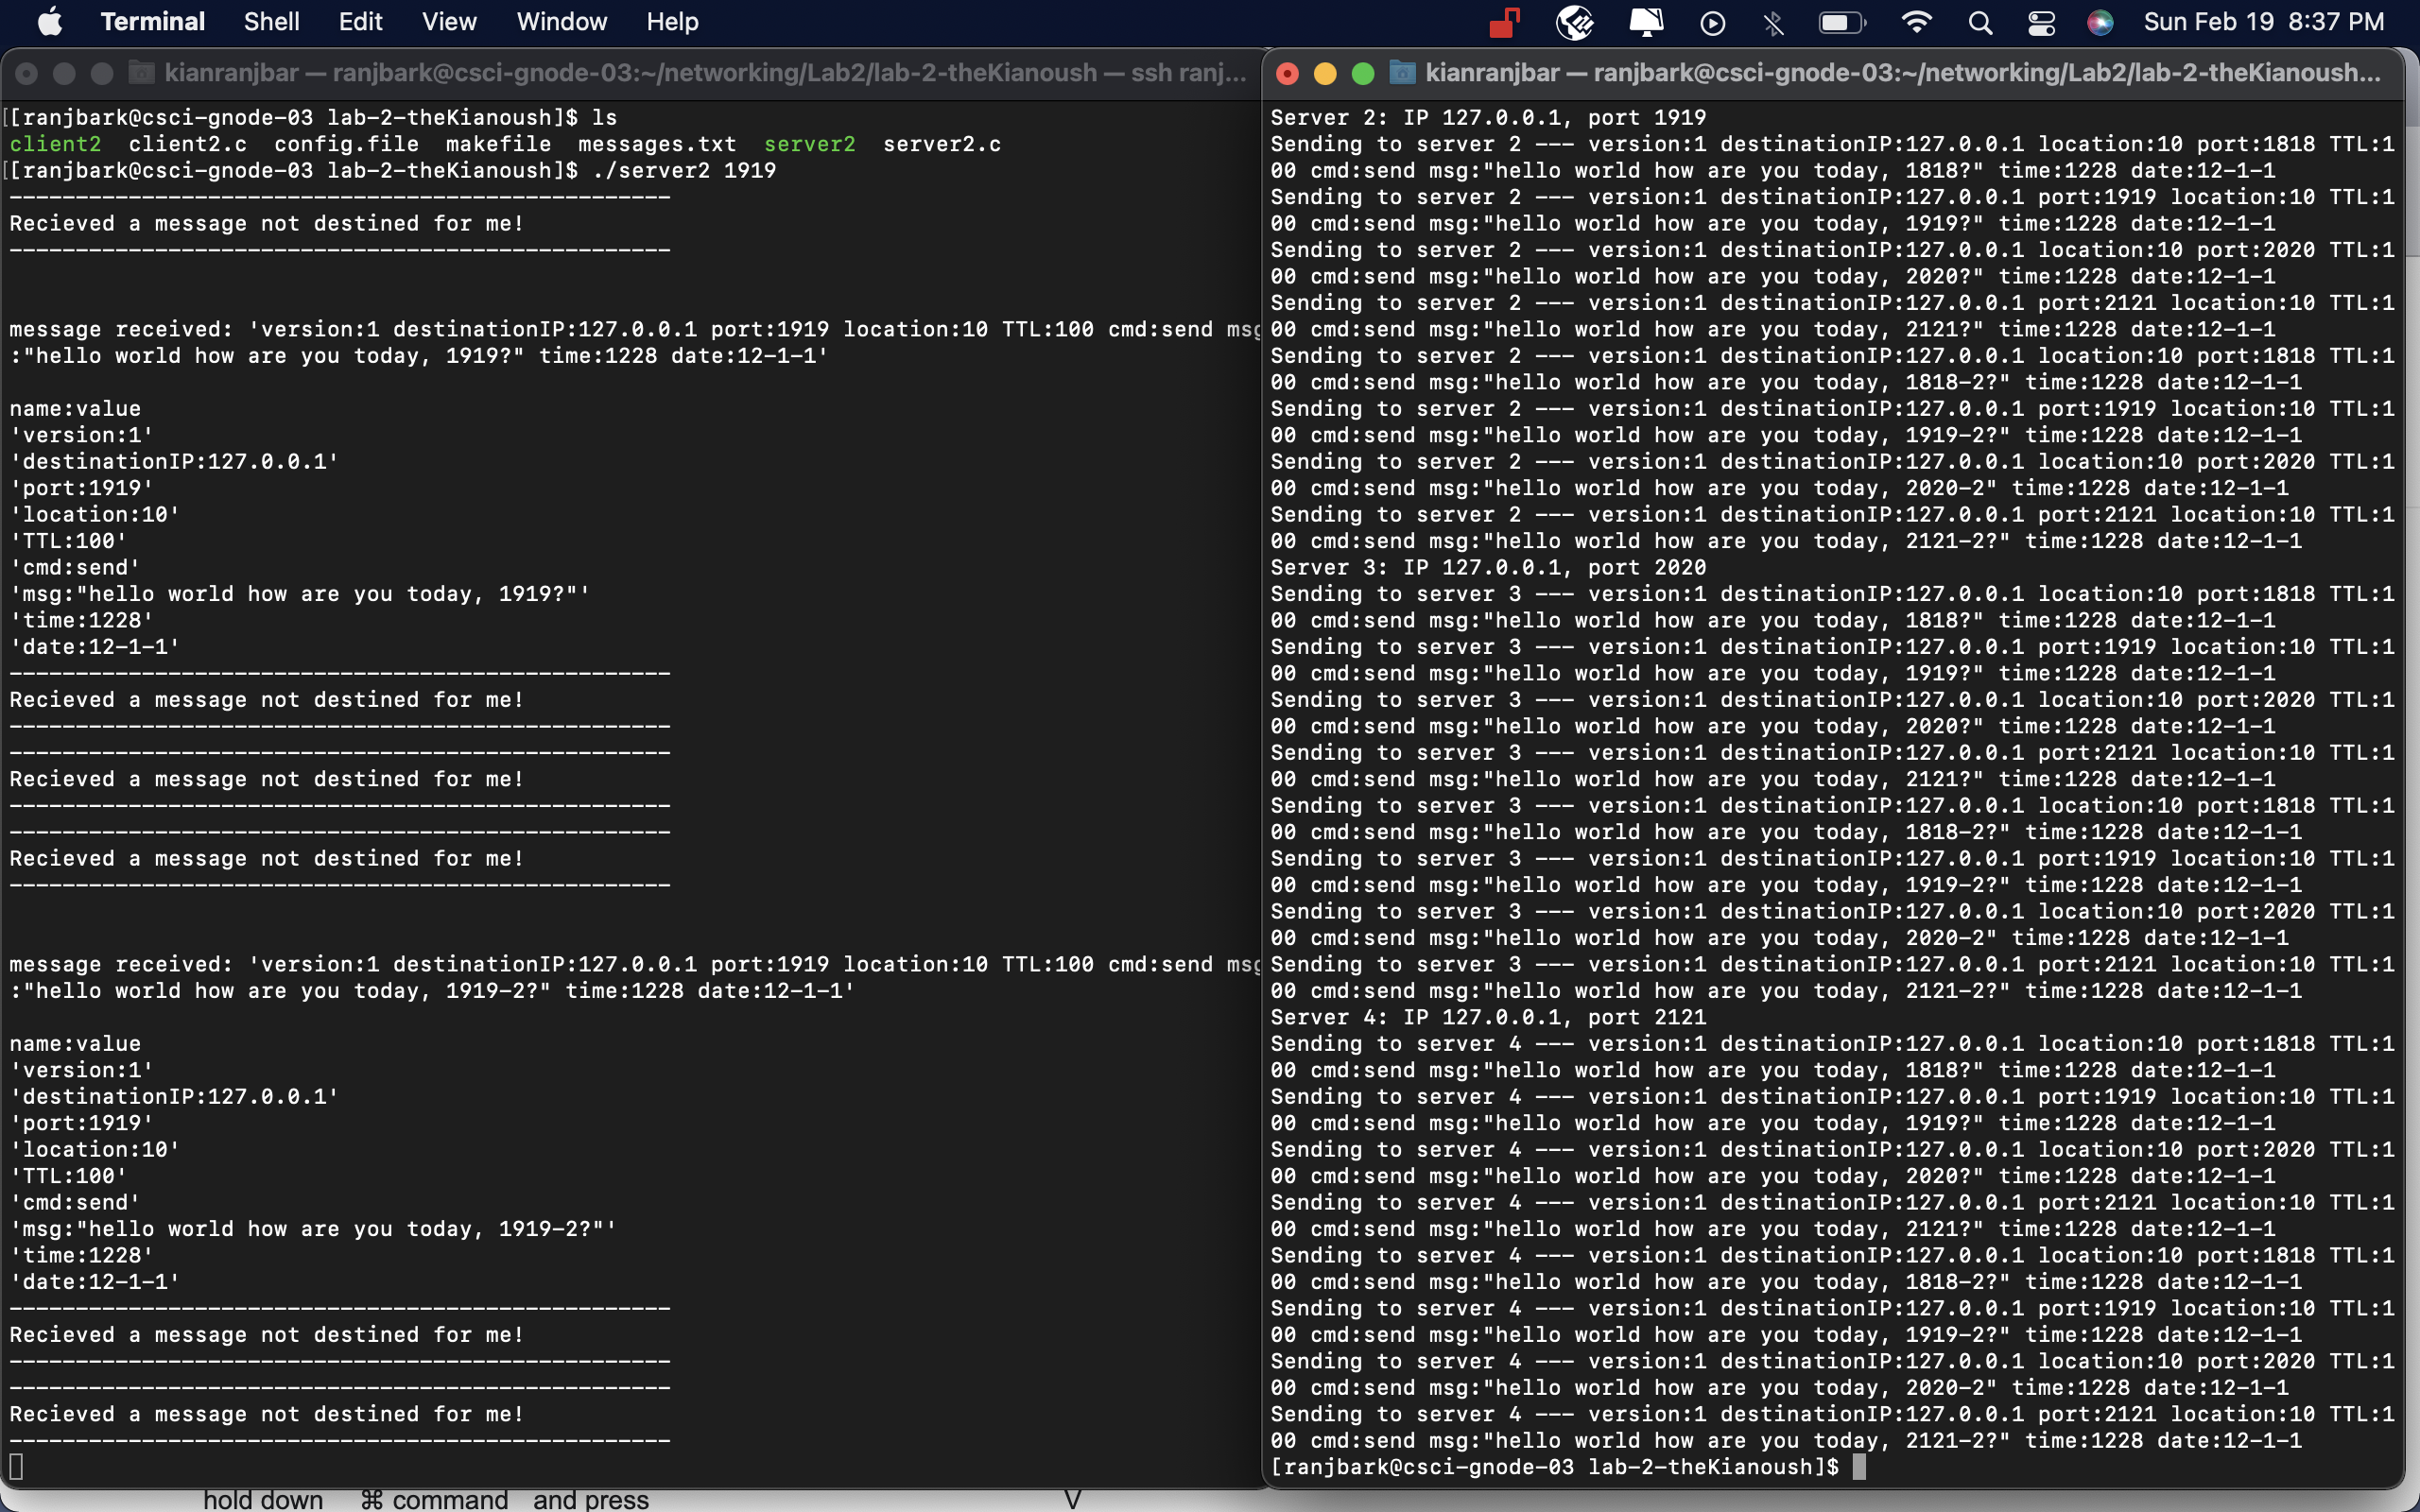 Terminal Shell Edit View Window Help Sun Feb 19 8:37 PM
kianranjbar — ranjbark@csci-gnode-03:~/networking/Lab2/lab-2-theKianoush — ssh ranj...
[[ranjbark@csci-gnode-03 lab-2-theKianoush]$ ls
client2 client2.c config.file makefile messages.txt server2 server2.c
[[ranjbark@csci-gnode-03 lab-2-theKianoush]$ ./server2 1919
--------------------------------------------------
Recieved a message not destined for me!
--------------------------------------------------
message received: 'version:1 destinationIP:127.0.0.1 port:1919 location:10 TTL:100 cmd:send msg
:"hello world how are you today, 1919?" time:1228 date:12-1-1'
name:value
'version:1'
'destinationIP:127.0.0.1'
'port:1919'
'location:10'
'TTL:100'
'cmd:send'
'msg:"hello world how are you today, 1919?"'
'time:1228'
'date:12-1-1'
--------------------------------------------------
Recieved a message not destined for me!
--------------------------------------------------
--------------------------------------------------
Recieved a message not destined for me!
--------------------------------------------------
--------------------------------------------------
Recieved a message not destined for me!
--------------------------------------------------
message received: 'version:1 destinationIP:127.0.0.1 port:1919 location:10 TTL:100 cmd:send msg
:"hello world how are you today, 1919-2?" time:1228 date:12-1-1'
name:value
'version:1'
'destinationIP:127.0.0.1'
'port:1919'
'location:10'
'TTL:100'
'cmd:send'
'msg:"hello world how are you today, 1919-2?"'
'time:1228'
'date:12-1-1'
--------------------------------------------------
Recieved a message not destined for me!
--------------------------------------------------
--------------------------------------------------
Recieved a message not destined for me!
--------------------------------------------------
kianranjbar — ranjbark@csci-gnode-03:~/networking/Lab2/lab-2-theKianoush...
Server 2: IP 127.0.0.1, port 1919
Sending to server 2 --- version:1 destinationIP:127.0.0.1 location:10 port:1818 TTL:1
00 cmd:send msg:"hello world how are you today, 1818?" time:1228 date:12-1-1
Sending to server 2 --- version:1 destinationIP:127.0.0.1 port:1919 location:10 TTL:1
00 cmd:send msg:"hello world how are you today, 1919?" time:1228 date:12-1-1
Sending to server 2 --- version:1 destinationIP:127.0.0.1 location:10 port:2020 TTL:1
00 cmd:send msg:"hello world how are you today, 2020?" time:1228 date:12-1-1
Sending to server 2 --- version:1 destinationIP:127.0.0.1 port:2121 location:10 TTL:1
00 cmd:send msg:"hello world how are you today, 2121?" time:1228 date:12-1-1
Sending to server 2 --- version:1 destinationIP:127.0.0.1 location:10 port:1818 TTL:1
00 cmd:send msg:"hello world how are you today, 1818-2?" time:1228 date:12-1-1
Sending to server 2 --- version:1 destinationIP:127.0.0.1 port:1919 location:10 TTL:1
00 cmd:send msg:"hello world how are you today, 1919-2?" time:1228 date:12-1-1
Sending to server 2 --- version:1 destinationIP:127.0.0.1 location:10 port:2020 TTL:1
00 cmd:send msg:"hello world how are you today, 2020-2" time:1228 date:12-1-1
Sending to server 2 --- version:1 destinationIP:127.0.0.1 port:2121 location:10 TTL:1
00 cmd:send msg:"hello world how are you today, 2121-2?" time:1228 date:12-1-1
Server 3: IP 127.0.0.1, port 2020
Sending to server 3 --- version:1 destinationIP:127.0.0.1 location:10 port:1818 TTL:1
00 cmd:send msg:"hello world how are you today, 1818?" time:1228 date:12-1-1
Sending to server 3 --- version:1 destinationIP:127.0.0.1 port:1919 location:10 TTL:1
00 cmd:send msg:"hello world how are you today, 1919?" time:1228 date:12-1-1
Sending to server 3 --- version:1 destinationIP:127.0.0.1 location:10 port:2020 TTL:1
00 cmd:send msg:"hello world how are you today, 2020?" time:1228 date:12-1-1
Sending to server 3 --- version:1 destinationIP:127.0.0.1 port:2121 location:10 TTL:1
00 cmd:send msg:"hello world how are you today, 2121?" time:1228 date:12-1-1
Sending to server 3 --- version:1 destinationIP:127.0.0.1 location:10 port:1818 TTL:1
00 cmd:send msg:"hello world how are you today, 1818-2?" time:1228 date:12-1-1
Sending to server 3 --- version:1 destinationIP:127.0.0.1 port:1919 location:10 TTL:1
00 cmd:send msg:"hello world how are you today, 1919-2?" time:1228 date:12-1-1
Sending to server 3 --- version:1 destinationIP:127.0.0.1 location:10 port:2020 TTL:1
00 cmd:send msg:"hello world how are you today, 2020-2" time:1228 date:12-1-1
Sending to server 3 --- version:1 destinationIP:127.0.0.1 port:2121 location:10 TTL:1
00 cmd:send msg:"hello world how are you today, 2121-2?" time:1228 date:12-1-1
Server 4: IP 127.0.0.1, port 2121
Sending to server 4 --- version:1 destinationIP:127.0.0.1 location:10 port:1818 TTL:1
00 cmd:send msg:"hello world how are you today, 1818?" time:1228 date:12-1-1
Sending to server 4 --- version:1 destinationIP:127.0.0.1 port:1919 location:10 TTL:1
00 cmd:send msg:"hello world how are you today, 1919?" time:1228 date:12-1-1
Sending to server 4 --- version:1 destinationIP:127.0.0.1 location:10 port:2020 TTL:1
00 cmd:send msg:"hello world how are you today, 2020?" time:1228 date:12-1-1
Sending to server 4 --- version:1 destinationIP:127.0.0.1 port:2121 location:10 TTL:1
00 cmd:send msg:"hello world how are you today, 2121?" time:1228 date:12-1-1
Sending to server 4 --- version:1 destinationIP:127.0.0.1 location:10 port:1818 TTL:1
00 cmd:send msg:"hello world how are you today, 1818-2?" time:1228 date:12-1-1
Sending to server 4 --- version:1 destinationIP:127.0.0.1 port:1919 location:10 TTL:1
00 cmd:send msg:"hello world how are you today, 1919-2?" time:1228 date:12-1-1
Sending to server 4 --- version:1 destinationIP:127.0.0.1 location:10 port:2020 TTL:1
00 cmd:send msg:"hello world how are you today, 2020-2" time:1228 date:12-1-1
Sending to server 4 --- version:1 destinationIP:127.0.0.1 port:2121 location:10 TTL:1
00 cmd:send msg:"hello world how are you today, 2121-2?" time:1228 date:12-1-1
[ranjbark@csci-gnode-03 lab-2-theKianoush]$
hold down ⌘ command and press V